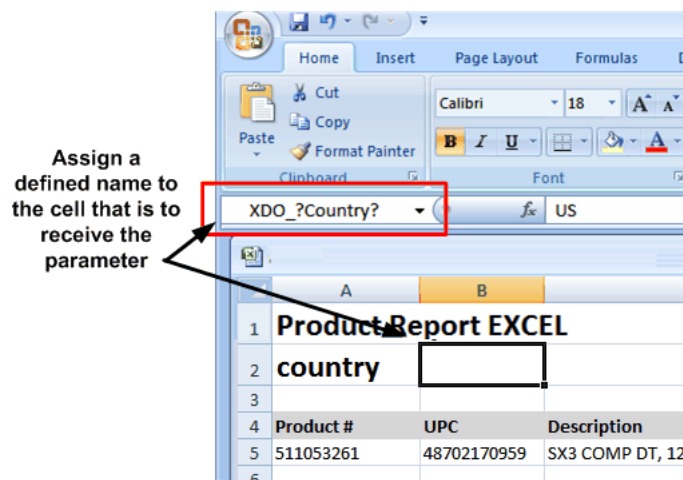 Home Insert Page Layout Formulas
Cut
Copy
Paste
Format Painter
Clipboard
Calibri 18 A A
B I U A
Font
Assign a
defined name to
the cell that is to
receive the
parameter
XDO_?Country? fx US
A B
1 Product Report EXCEL
2 country
3
4 Product # UPC Description
5 511053261 48702170959 SX3 COMP DT, 12
6